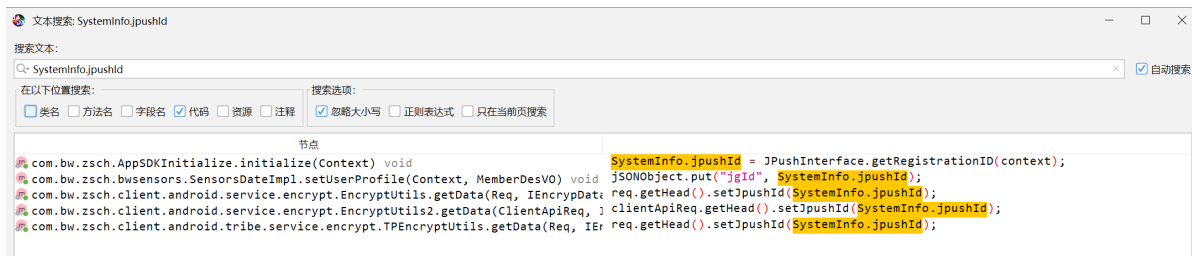 文本搜索: SystemInfo.jpushId
搜索文本:
SystemInfo.jpushId
自动搜索
在以下位置搜索:
搜索选项:
类名 方法名 字段名 代码 资源 注释
忽略大小写 正则表达式 只在当前页搜索
节点
com.bw.zsch.AppSDKInitialize.initialize(Context) void SystemInfo.jpushId = JPushInterface.getRegistrationID(context);
com.bw.zsch.bwsensors.SensorsDateImpl.setUserProfile(Context, MemberDesVO) void jSONObject.put("jgId", SystemInfo.jpushId);
com.bw.zsch.client.android.service.encrypt.EncryptUtils.getData(Req, IEncrypData req.getHead().setJpushId(SystemInfo.jpushId);
com.bw.zsch.client.android.service.encrypt.EncryptUtils2.getData(ClientApiReq, I clientApiReq.getHead().setJpushId(SystemInfo.jpushId);
com.bw.zsch.client.android.tribe.service.encrypt.TPEncryptUtils.getData(Req, IEn req.getHead().setJpushId(SystemInfo.jpushId);